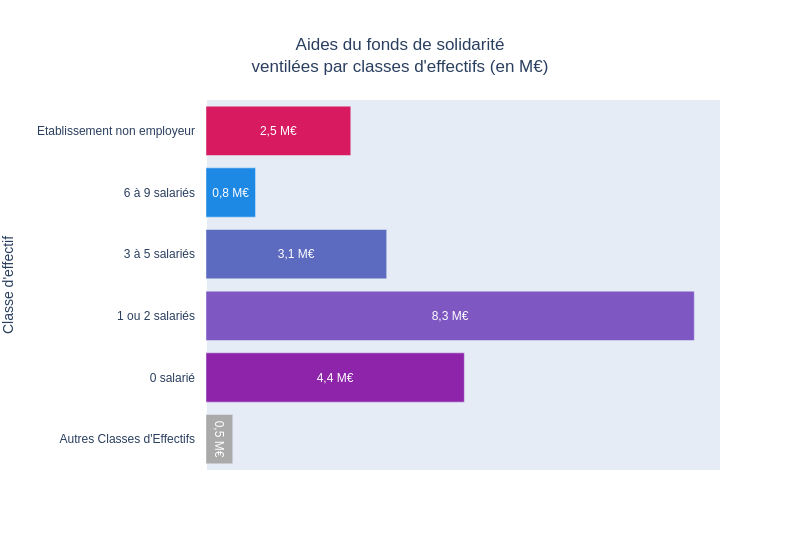 Aides du fonds de solidarité
ventilées par classes d'effectifs (en M€)
Classe d'effectif
Etablissement non employeur
2,5 M€
6 à 9 salariés
0,8 M€
3 à 5 salariés
3,1 M€
1 ou 2 salariés
8,3 M€
0 salarié
4,4 M€
Autres Classes d'Effectifs
0,5 M€